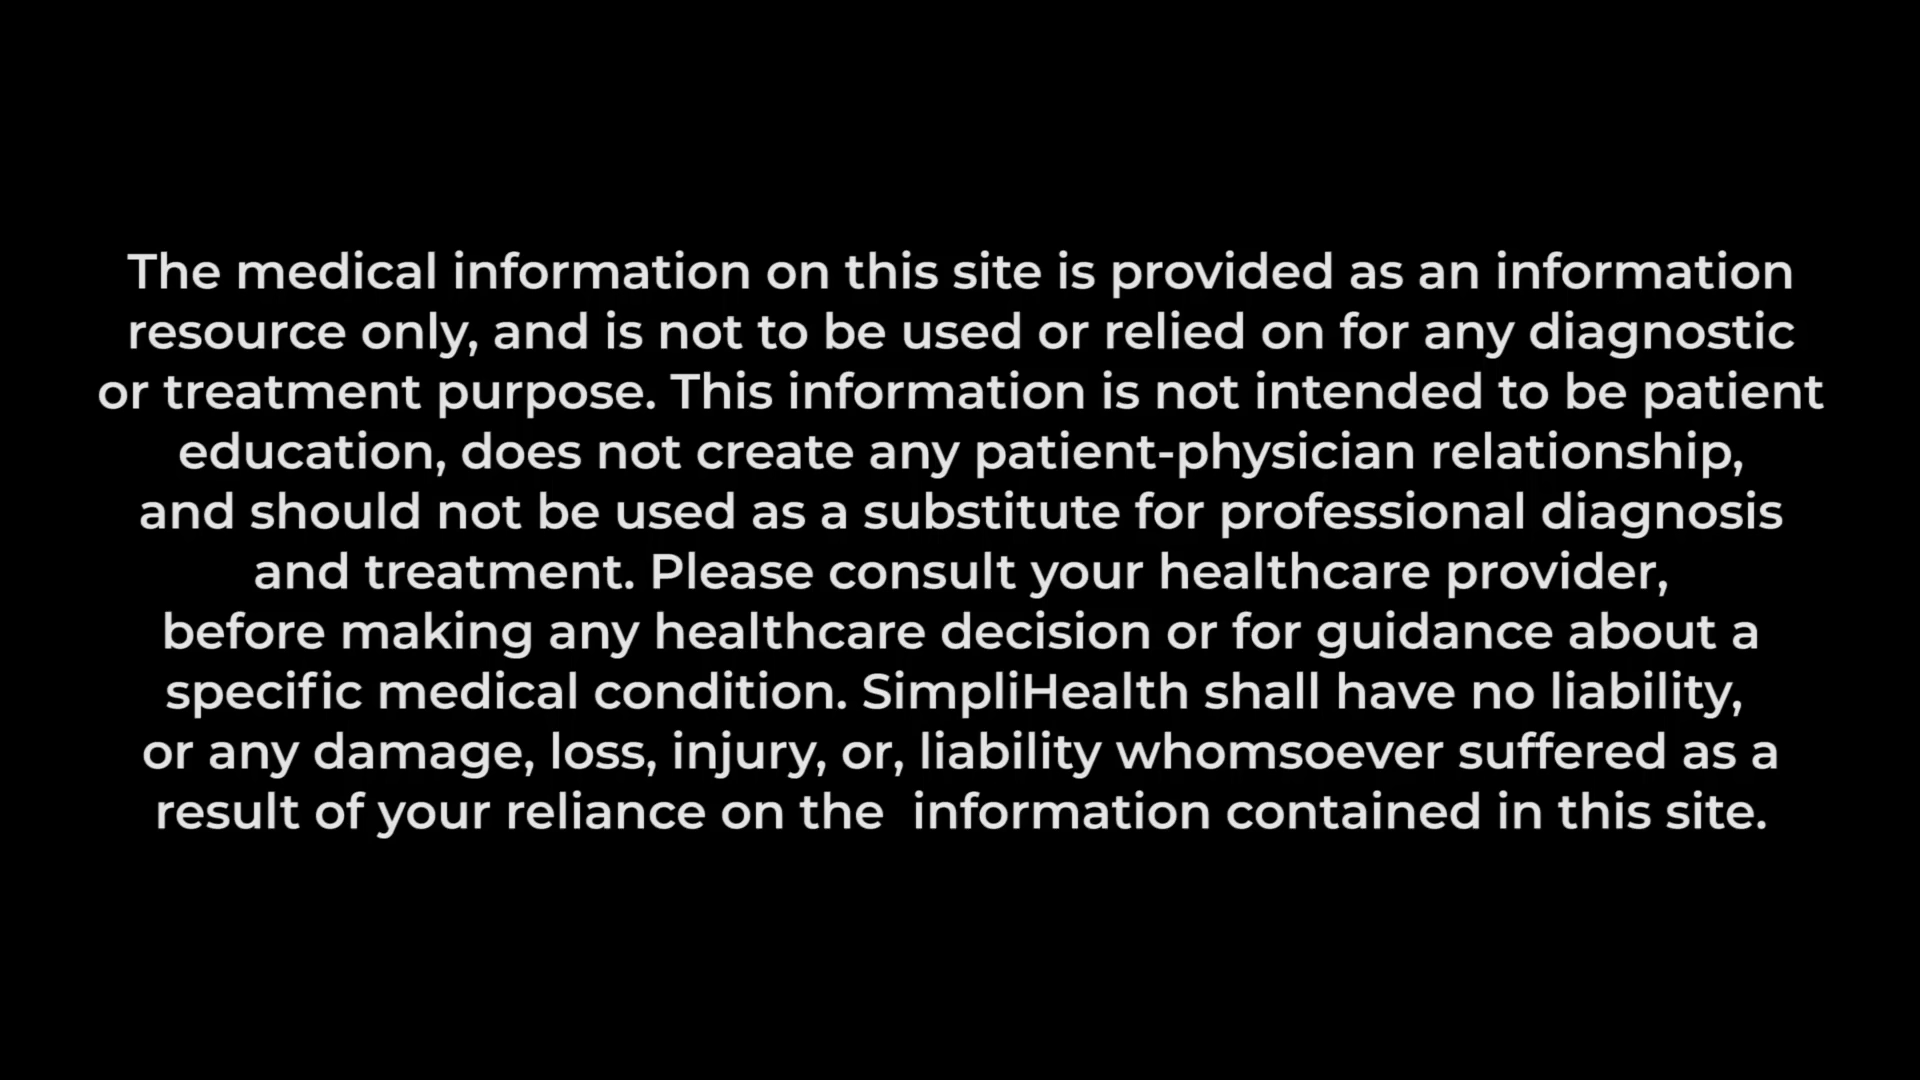 The medical information on this site is provided as an information
resource only, and is not to be used or relied on for any diagnostic
or treatment purpose. This information is not intended to be patient
education, does not create any patient-physician relationship,
and should not be used as a substitute for professional diagnosis
and treatment. Please consult your healthcare provider,
before making any healthcare decision or for guidance about a
specific medical condition. SimpliHealth shall have no liability,
or any damage, loss, injury, or, liability whomsoever suffered as a
result of your reliance on the  information contained in this site.